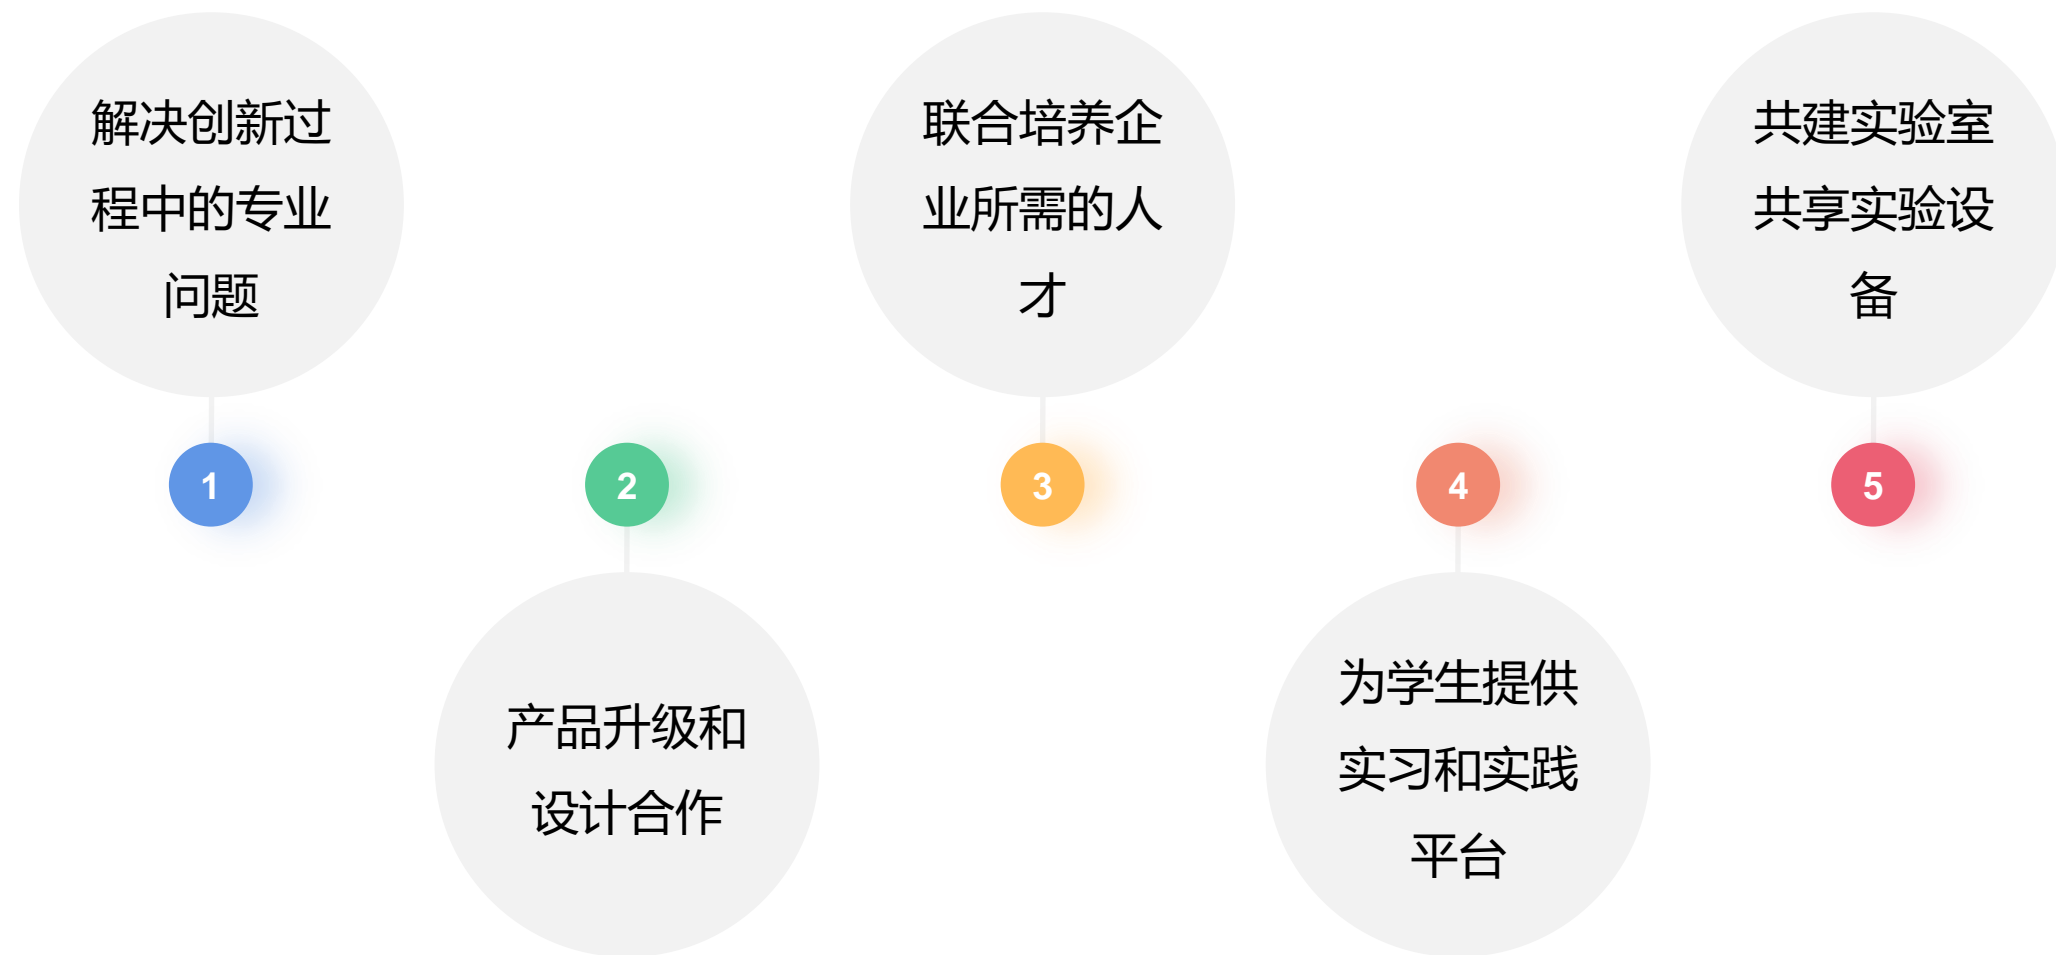 解决创新过
程中的专业
问题
1
2
产品升级和
设计合作
联合培养企
业所需的人
才
3
4
为学生提供
实习和实践
平台
共建实验室
共享实验设
备
5